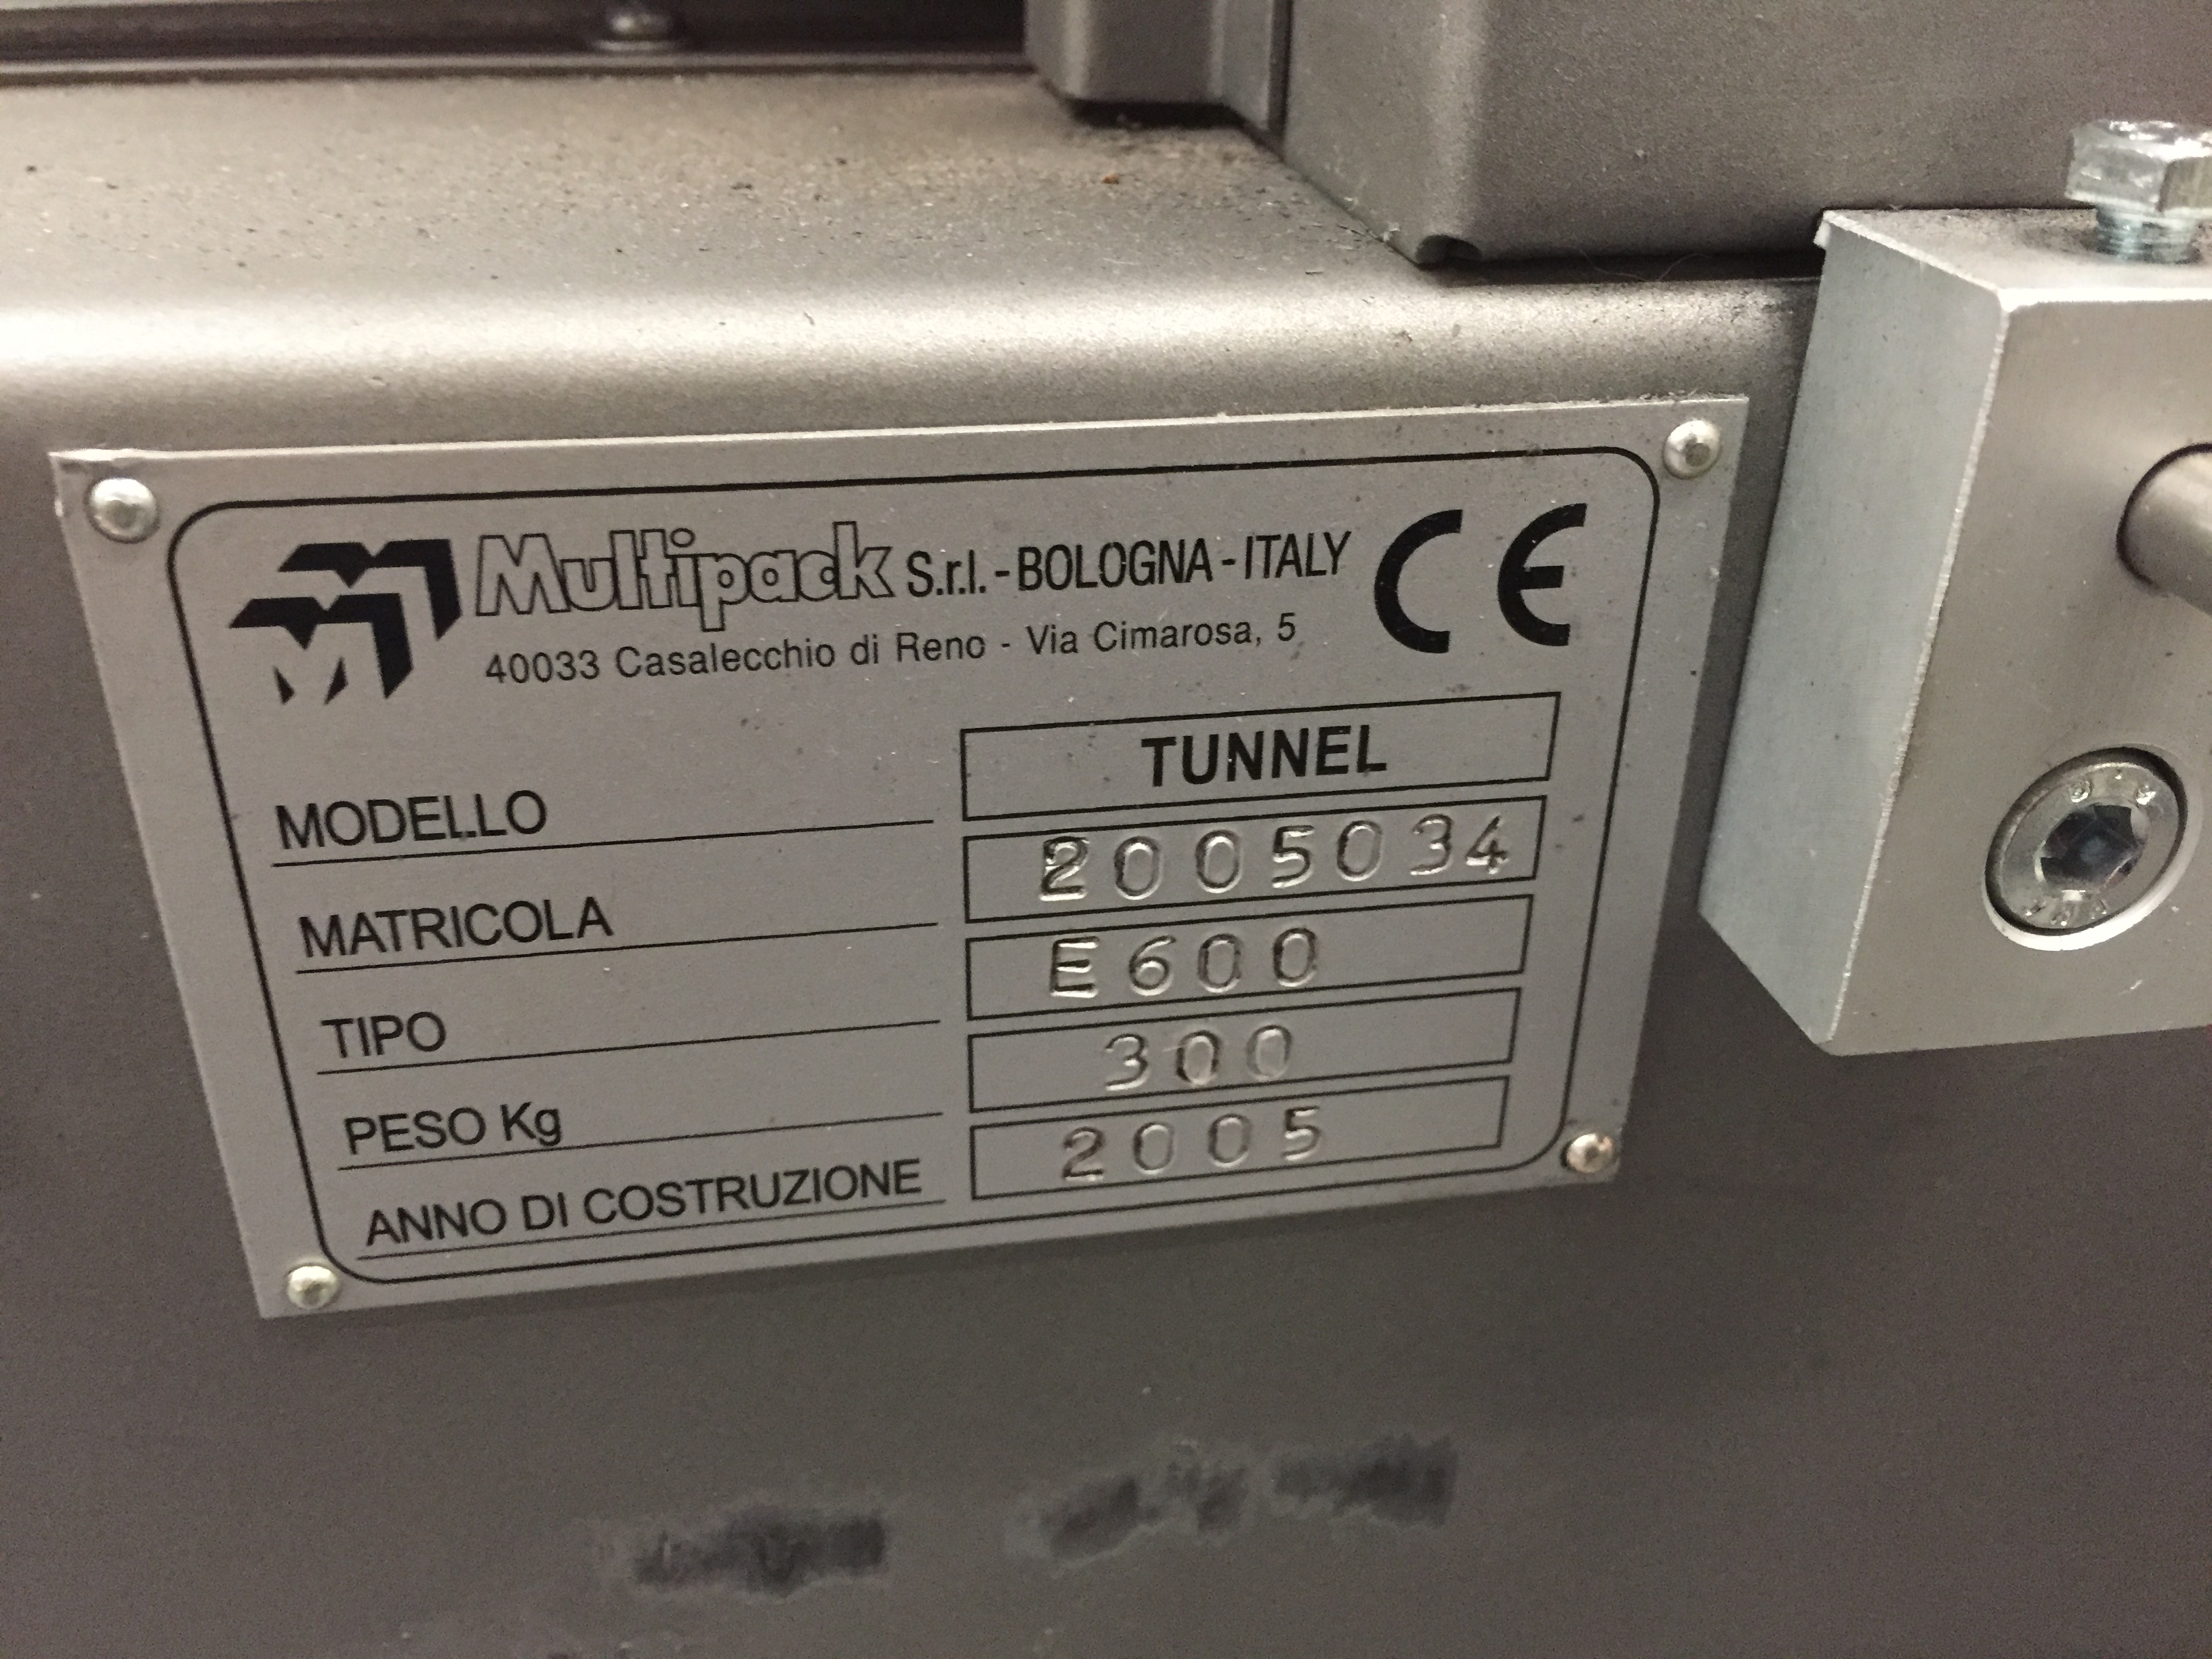 Multipack S.r.l. - BOLOGNA - ITALY CE
40033 Casalecchio di Reno - Via Cimarosa, 5
MODELLO TUNNEL
MATRICOLA 2005034
TIPO E600
PESO Kg 300
ANNO DI COSTRUZIONE 2005